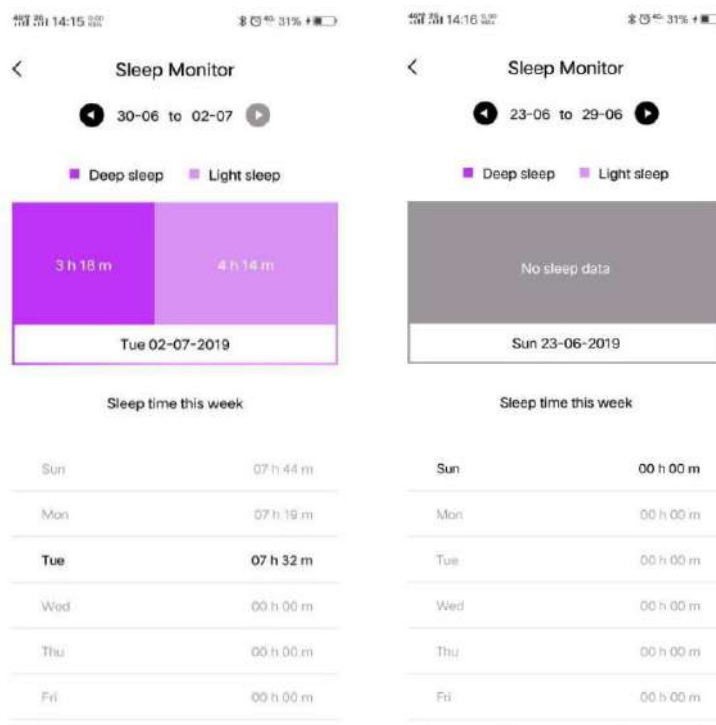 14:15
31%
Sleep Monitor
30-06 to 02-07
Deep sleep Light sleep
3 h 18 m 4 h 14 m
Tue 02-07-2019
Sleep time this week
Sun 07 h 44 m
Mon 07 h 19 m
Tue 07 h 32 m
Wed 00 h 00 m
Thu 00 h 00 m
Fri 00 h 00 m
14:16
31%
Sleep Monitor
23-06 to 29-06
Deep sleep Light sleep
No sleep data
Sun 23-06-2019
Sleep time this week
Sun 00 h 00 m
Mon 00 h 00 m
Tue 00 h 00 m
Wed 00 h 00 m
Thu 00 h 00 m
Fri 00 h 00 m